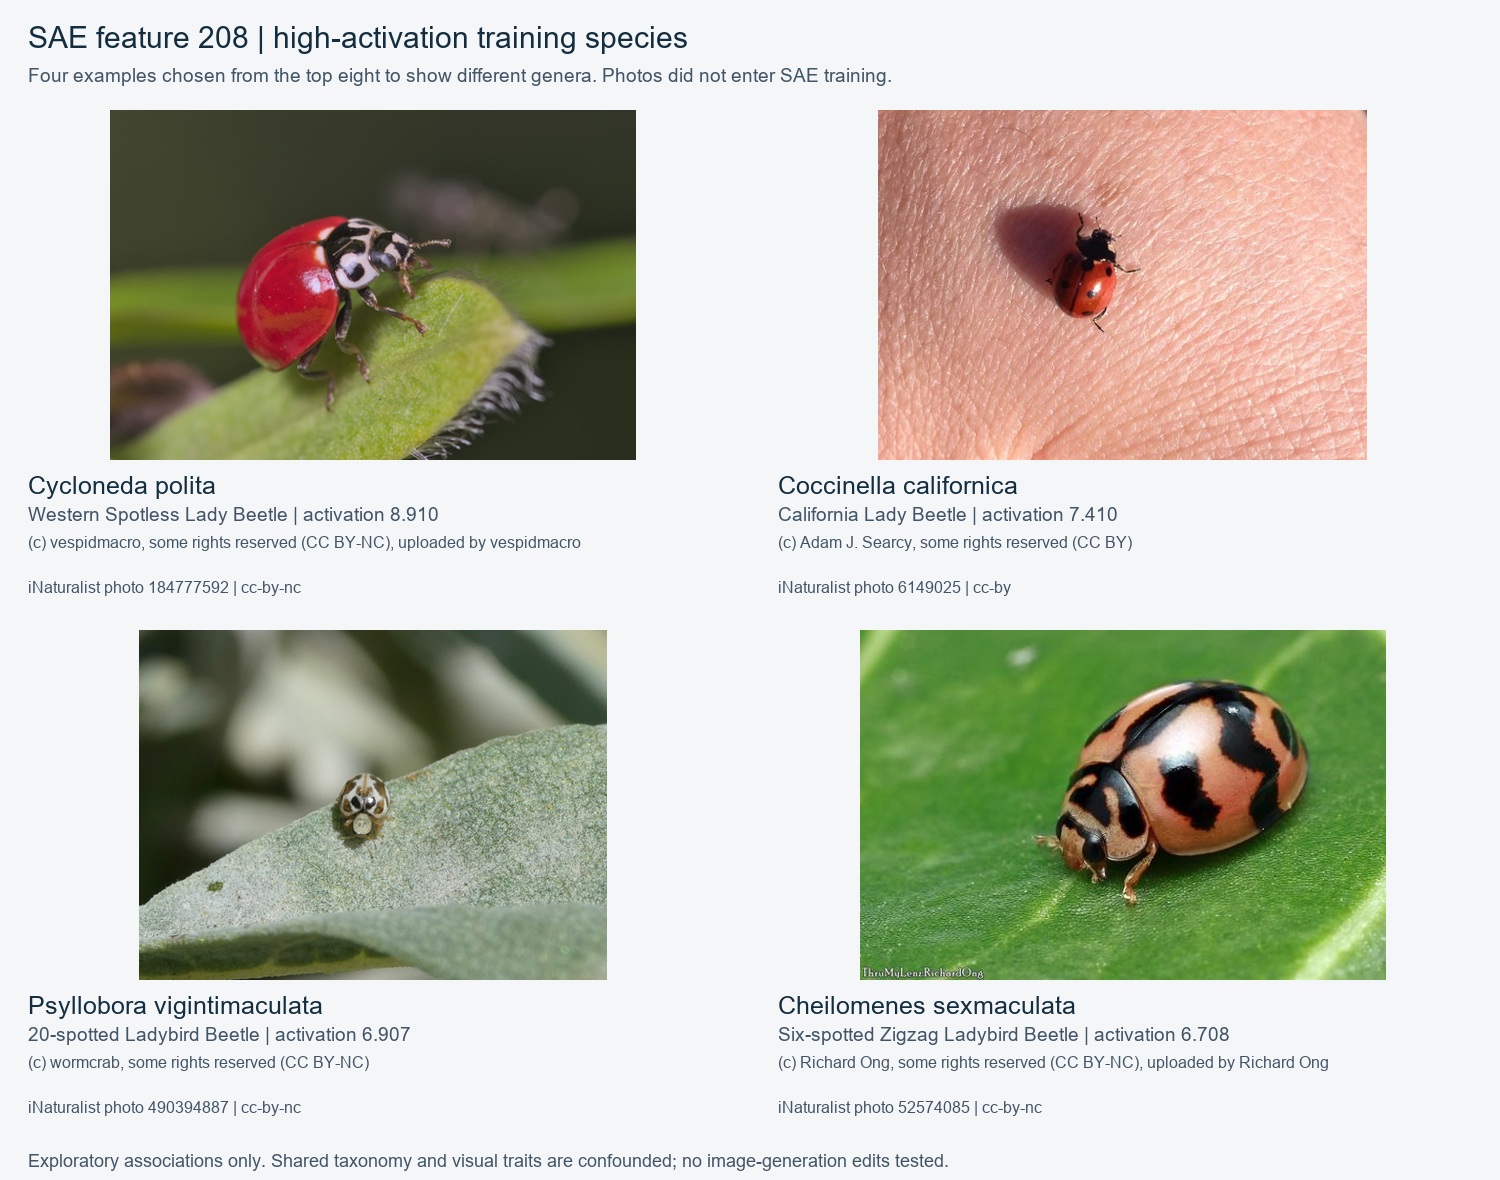 SAE feature 208 | high-activation training species
Four examples chosen from the top eight to show different genera. Photos did not enter SAE training.
Cycloneda polita
Western Spotless Lady Beetle | activation 8.910
(c) vespidmacro, some rights reserved (CC BY-NC), uploaded by vespidmacro
iNaturalist photo 184777592 | cc-by-nc
Coccinella californica
California Lady Beetle | activation 7.410
(c) Adam J. Searcy, some rights reserved (CC BY)
iNaturalist photo 6149025 | cc-by
ThruMyLenzRichardOng
Psyllobora vigintimaculata
20-spotted Ladybird Beetle | activation 6.907
(c) wormcrab, some rights reserved (CC BY-NC)
iNaturalist photo 490394887 | cc-by-nc
Cheilomenes sexmaculata
Six-spotted Zigzag Ladybird Beetle | activation 6.708
(c) Richard Ong, some rights reserved (CC BY-NC), uploaded by Richard Ong
iNaturalist photo 52574085 | cc-by-nc
Exploratory associations only. Shared taxonomy and visual traits are confounded; no image-generation edits tested.